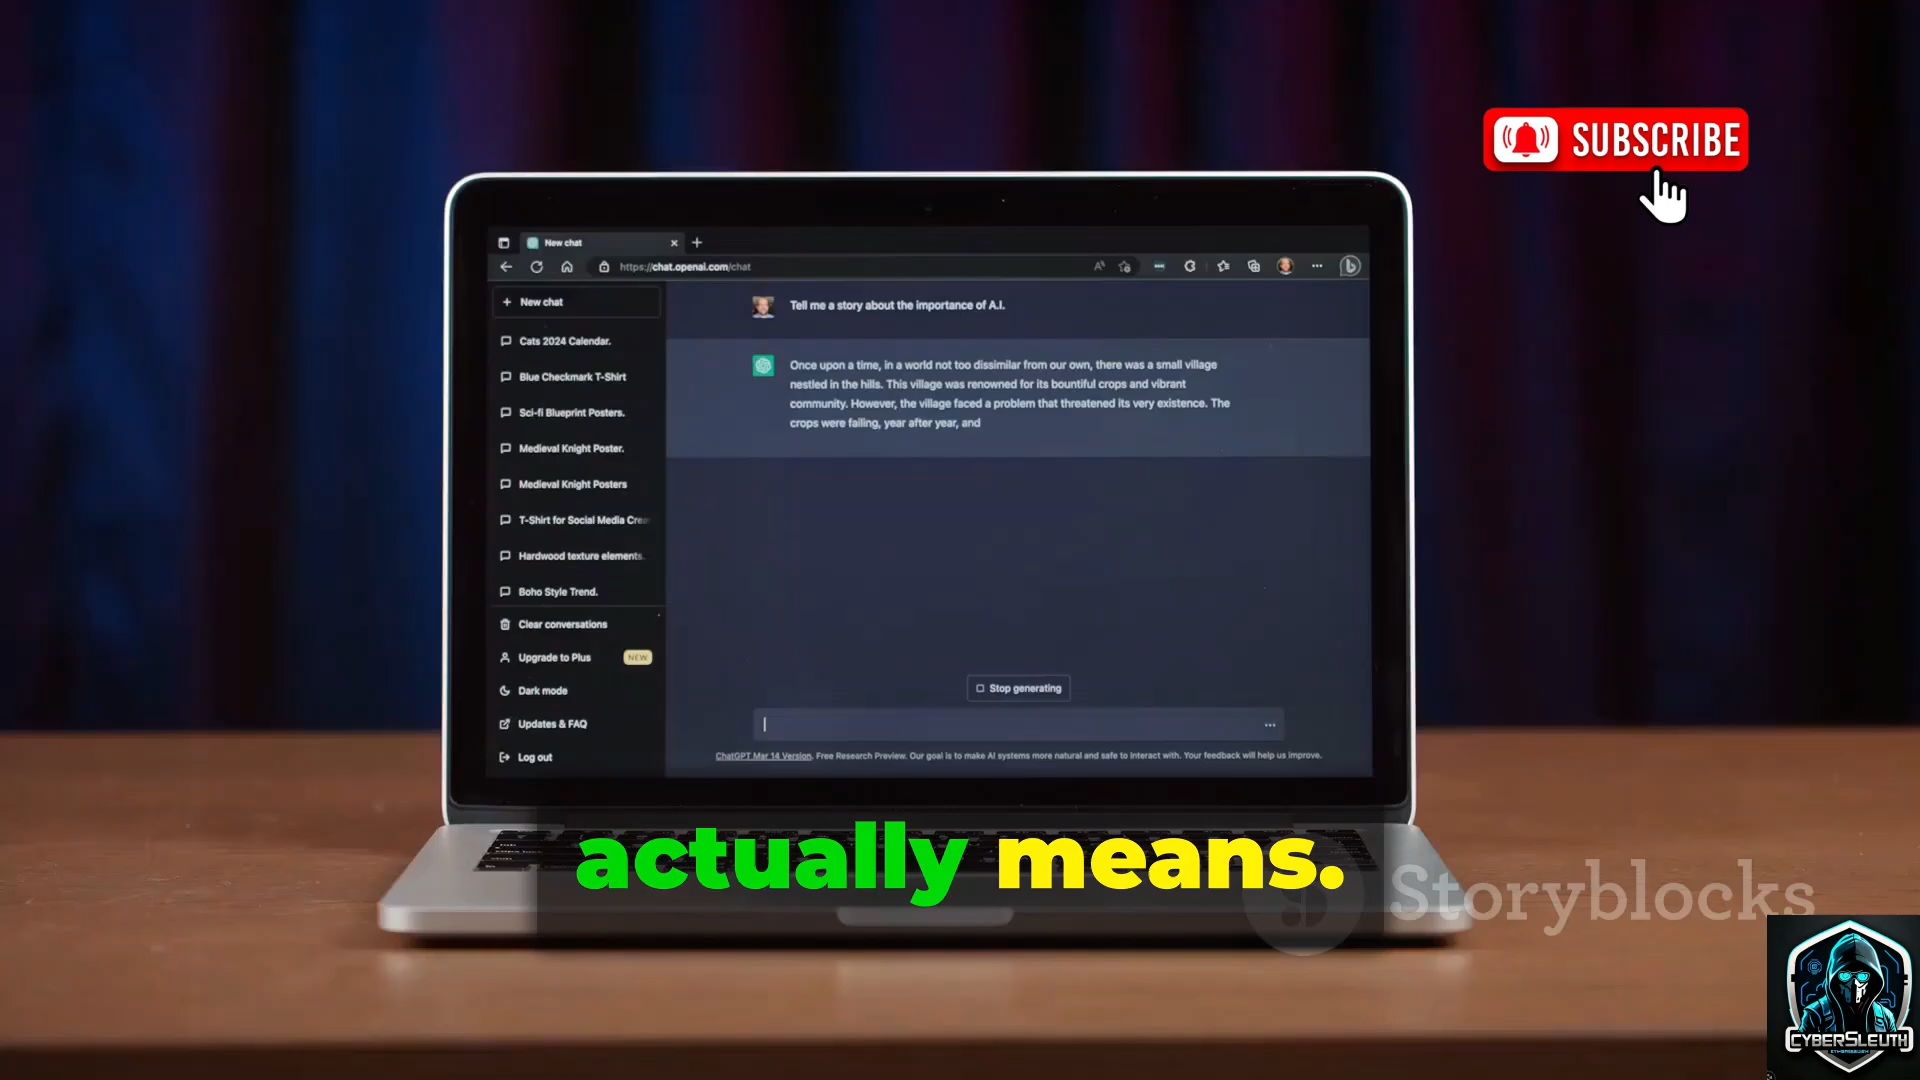 SUBSCRIBE
New chat
https://chat.openai.com/chat
New chat
Cats 2024 Calendar.
Blue Checkmark T-Shirt
Sci-fi Blueprint Posters.
Medieval Knight Poster.
Medieval Knight Posters
T-Shirt for Social Media Crea
Hardwood texture elements.
Boho Style Trend.
Clear conversations
Upgrade to Plus NEW
Dark mode
Updates & FAQ
Log out
Tell me a story about the importance of A.I.
Once upon a time, in a world not too dissimilar from our own, there was a small village
nestled in the hills. This village was renowned for its bountiful crops and vibrant
community. However, the village faced a problem that threatened its very existence. The
crops were failing, year after year, and
Stop generating
ChatGPT Mar 14 Version. Free Research Preview. Our goal is to make AI systems more natural and safe to interact with. Your feedback will help us improve.
actually means.
Storyblocks
CYBERSLEUTH